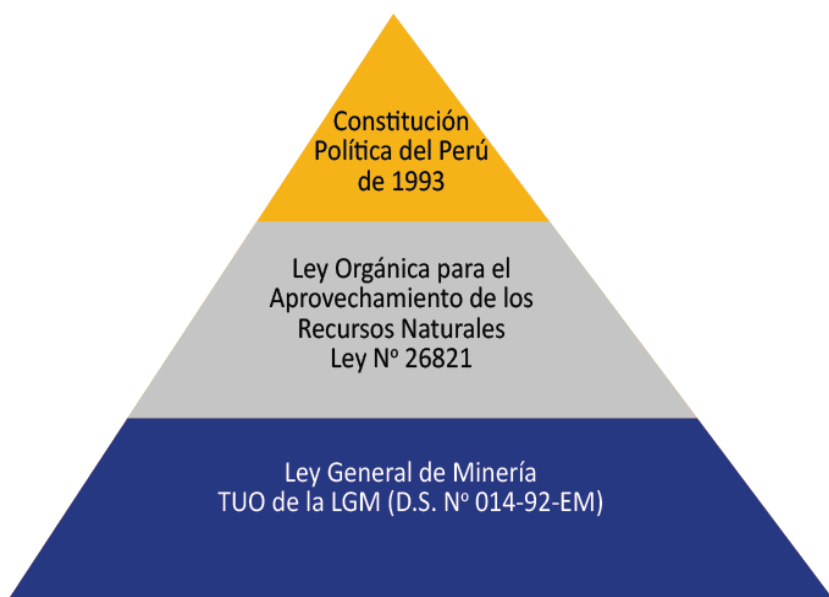 Constitución
Política del Perú
de 1993
Ley Orgánica para el
Aprovechamiento de los
Recursos Naturales
Ley Nº 26821
Ley General de Minería
TUO de la LGM (D.S. Nº 014-92-EM)